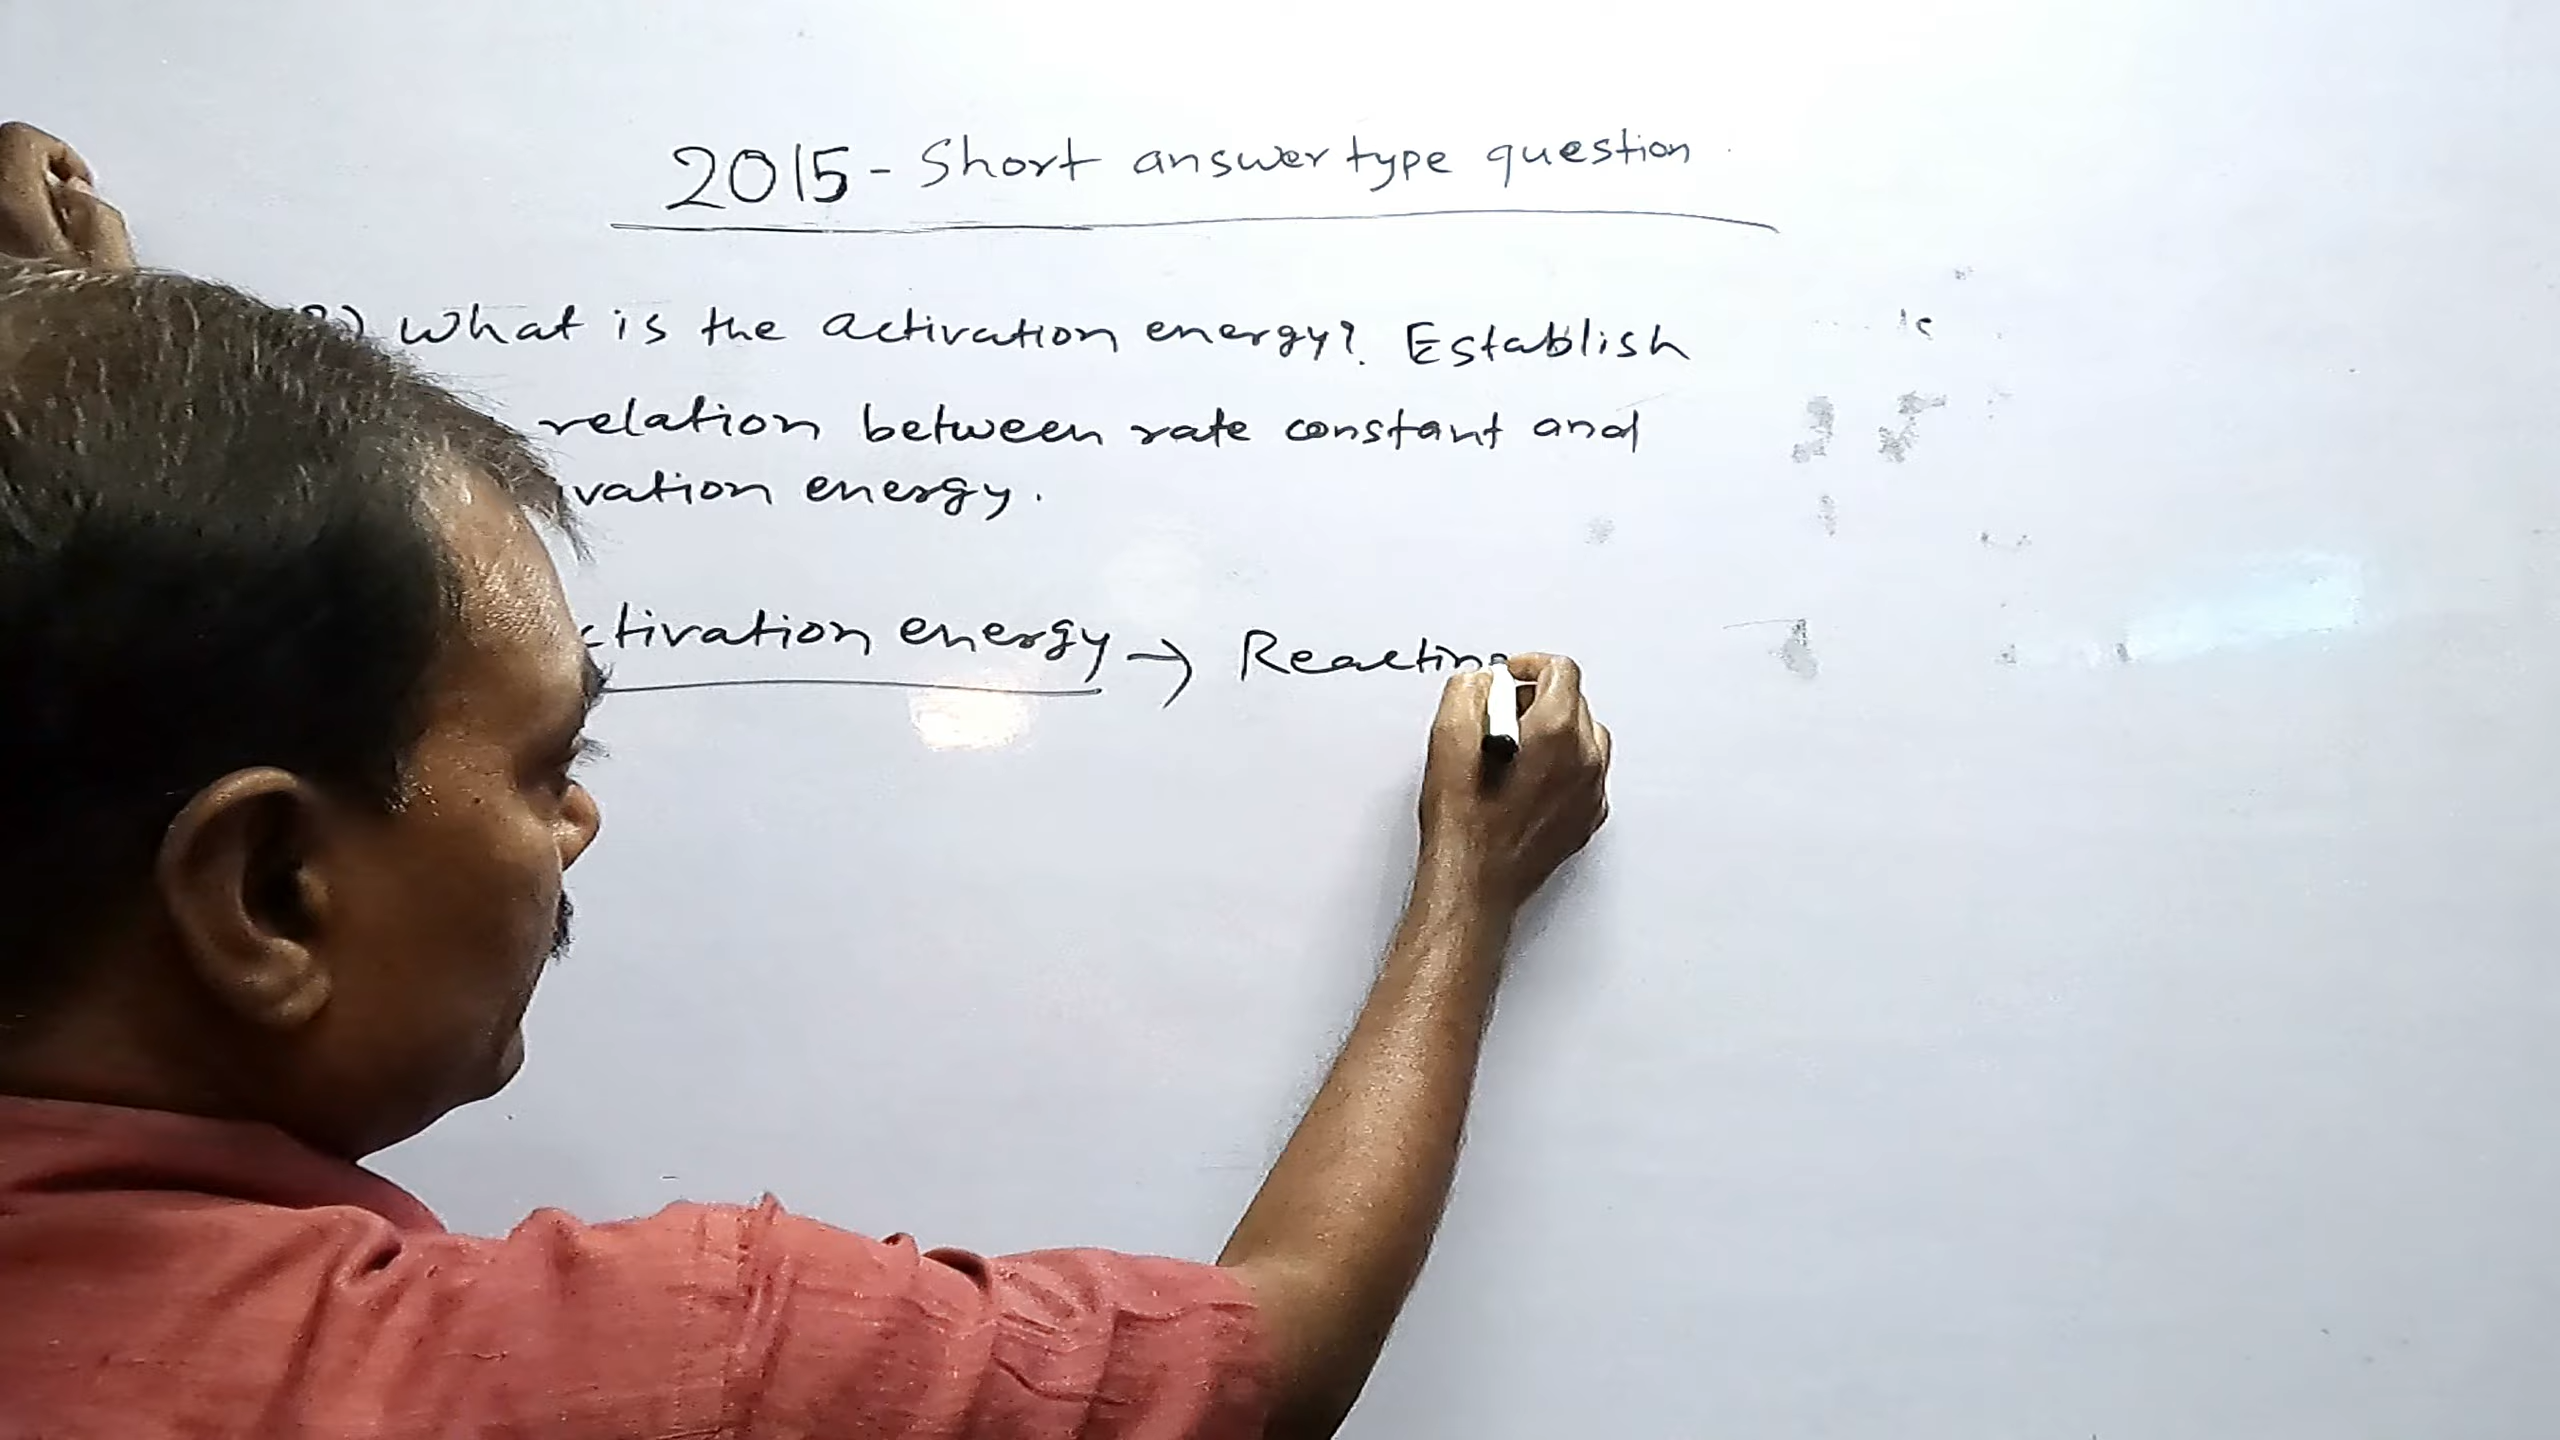 2015 - Short answer type question
What is the activation energy? Establish
relation between rate constant and
vation energy.
ctivation energy → Reacting